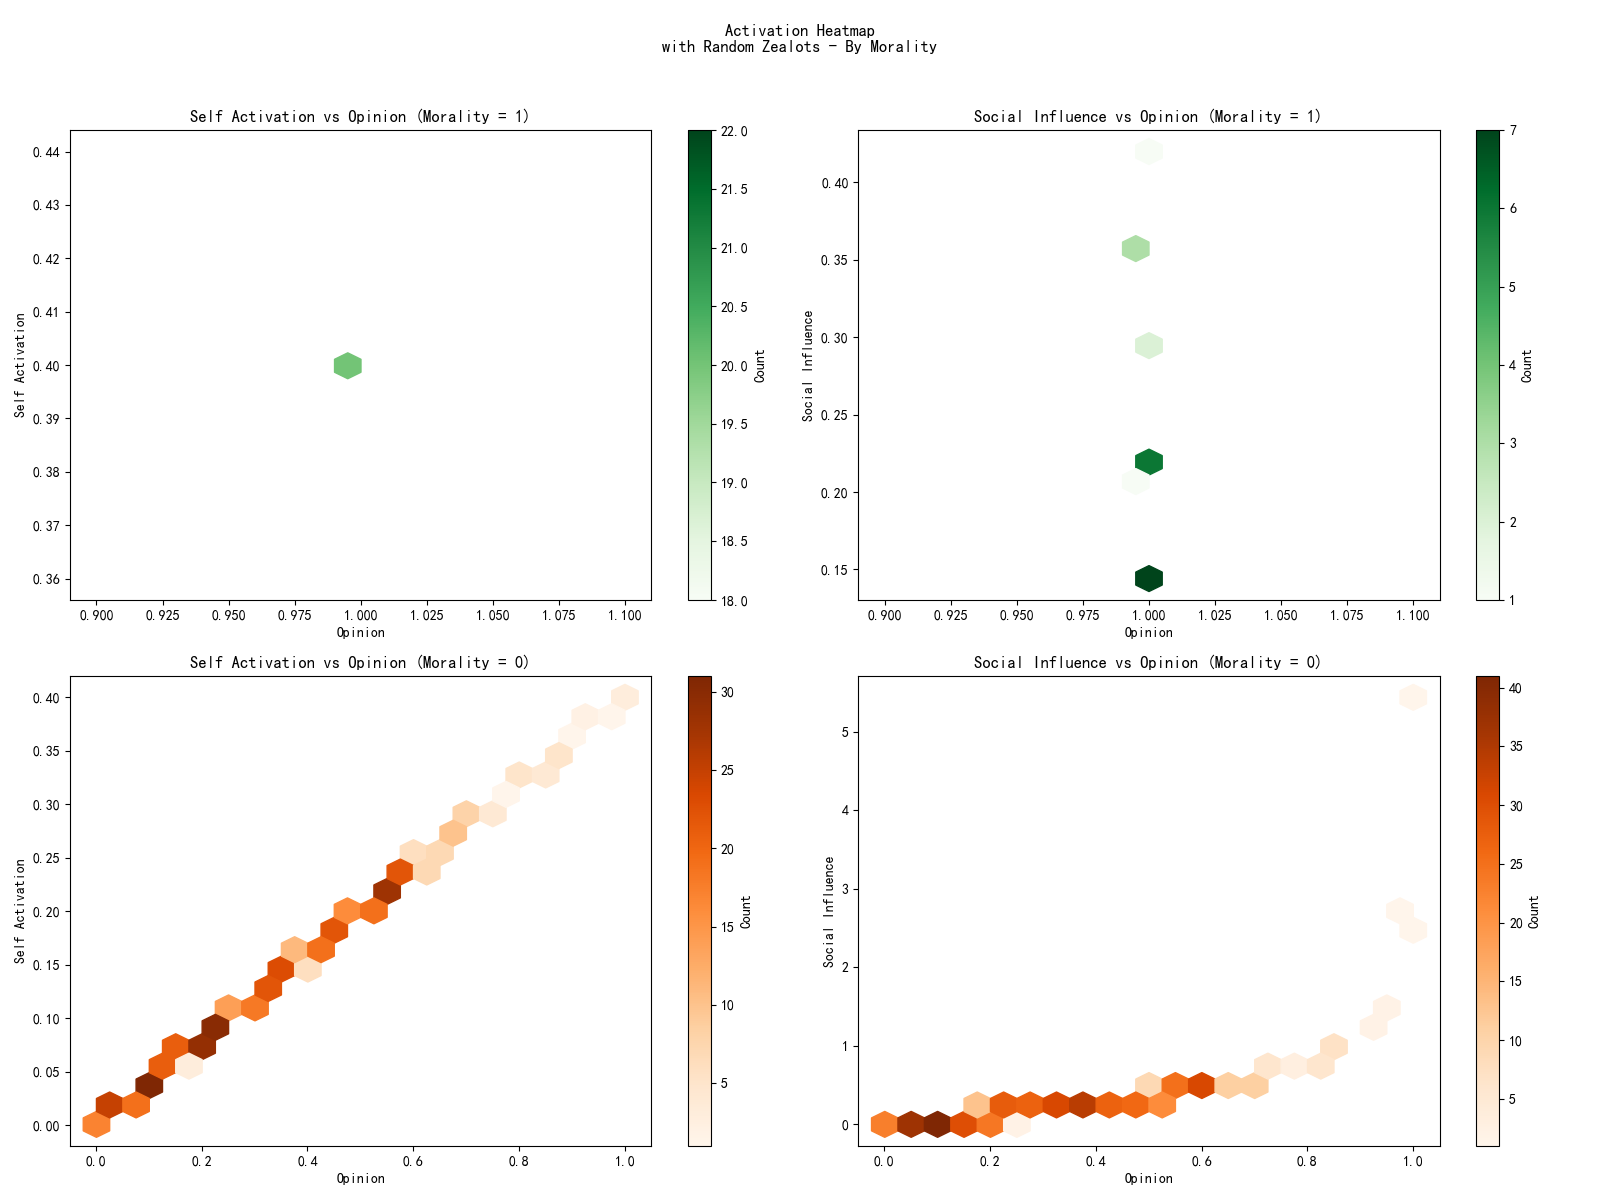 Activation Heatmap
with Random Zealots - By Morality
Self Activation vs Opinion (Morality = 1)
0.44
0.43
0.42
0.41
0.40
0.39
0.38
0.37
0.36
Self Activation
0.900 0.925 0.950 0.975 1.000 1.025 1.050 1.075 1.100
Opinion
22.0
21.5
21.0
20.5
20.0
19.5
19.0
18.5
18.0
Count
Social Influence vs Opinion (Morality = 1)
0.40
0.35
0.30
0.25
0.20
0.15
Social Influence
0.900 0.925 0.950 0.975 1.000 1.025 1.050 1.075 1.100
Opinion
7
6
5
4
3
2
1
Count
Self Activation vs Opinion (Morality = 0)
0.40
0.35
0.30
0.25
0.20
0.15
0.10
0.05
0.00
Self Activation
0.0 0.2 0.4 0.6 0.8 1.0
Opinion
30
25
20
15
10
5
Count
Social Influence vs Opinion (Morality = 0)
5
4
3
2
1
0
Social Influence
0.0 0.2 0.4 0.6 0.8 1.0
Opinion
40
35
30
25
20
15
10
5
Count